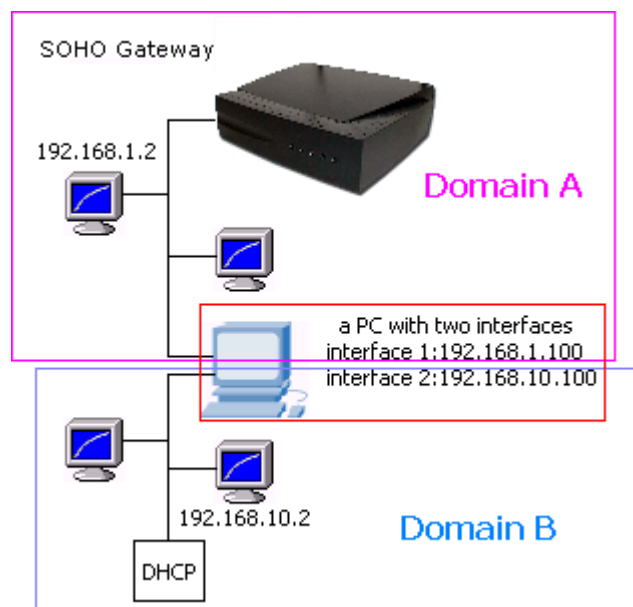 SOHO Gateway
192.168.1.2
Domain A
a PC with two interfaces
interface 1:192.168.1.100
interface 2:192.168.10.100
192.168.10.2
Domain B
DHCP